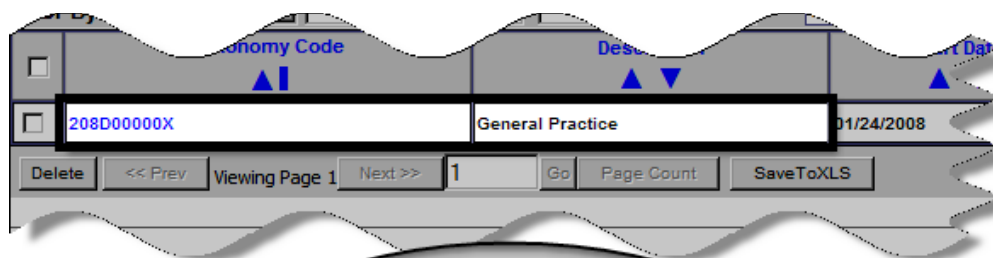 onomy Code
208D00000X General Practice 01/24/2008
Delete << Prev Viewing Page 1 Next >> 1 Go Page Count SaveToXLS